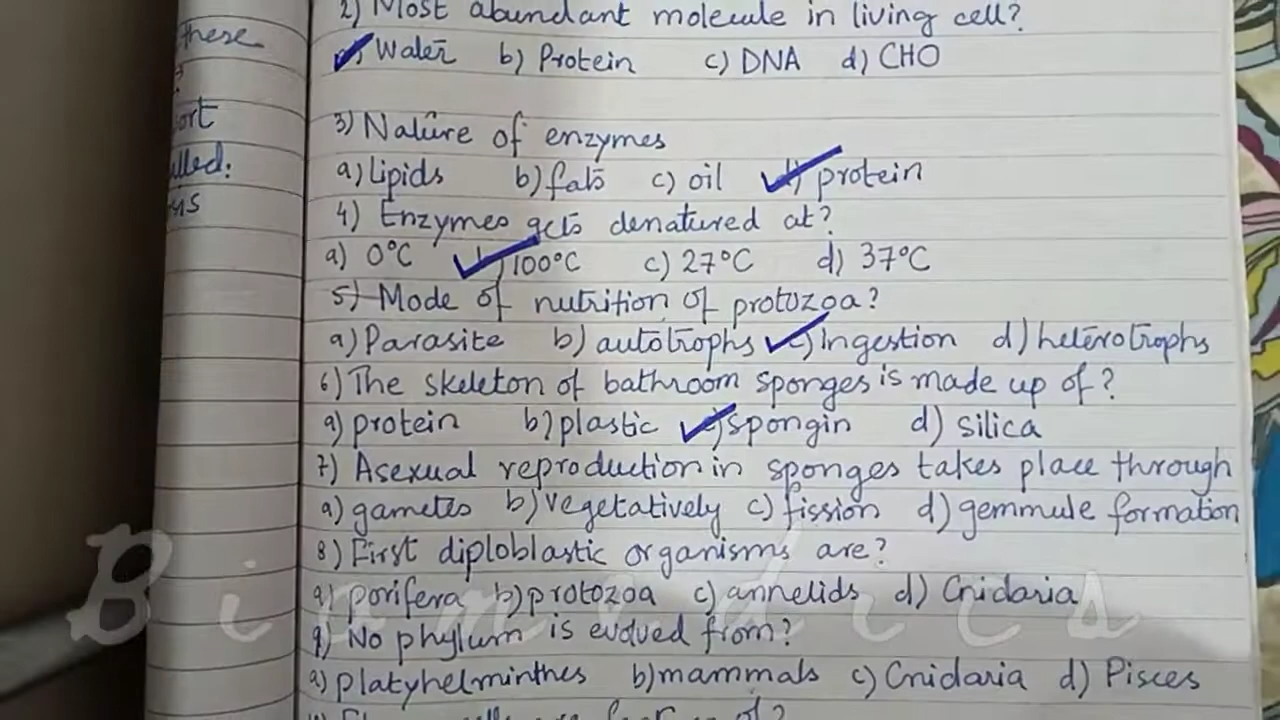 2) Most abundant molecule in living cell?
these
a) Water b) Protein c) DNA d) CHO
3) Nature of enzymes
alled:
a) lipids b) fats c) oil d) protein
4) Enzymes gets denatured at?
a) 0°C b) 100°C c) 27°C d) 37°C
5) Mode of nutrition of protozoa?
a) Parasite b) autotrophs c) Ingestion d) heterotrophs
6) The skeleton of bathroom sponges is made up of?
a) protein b) plastic c) spongin d) silica
7) Asexual reproduction in sponges takes place through
a) gametes b) vegetatively c) fission d) gemmule formation
8) First diploblastic organisms are?
a) porifera b) protozoa c) annelids d) Cnidaria
Biomedics
9) No phylum is evolved from?
a) platyhelminthes b) mammals c) Cnidaria d) Pisces